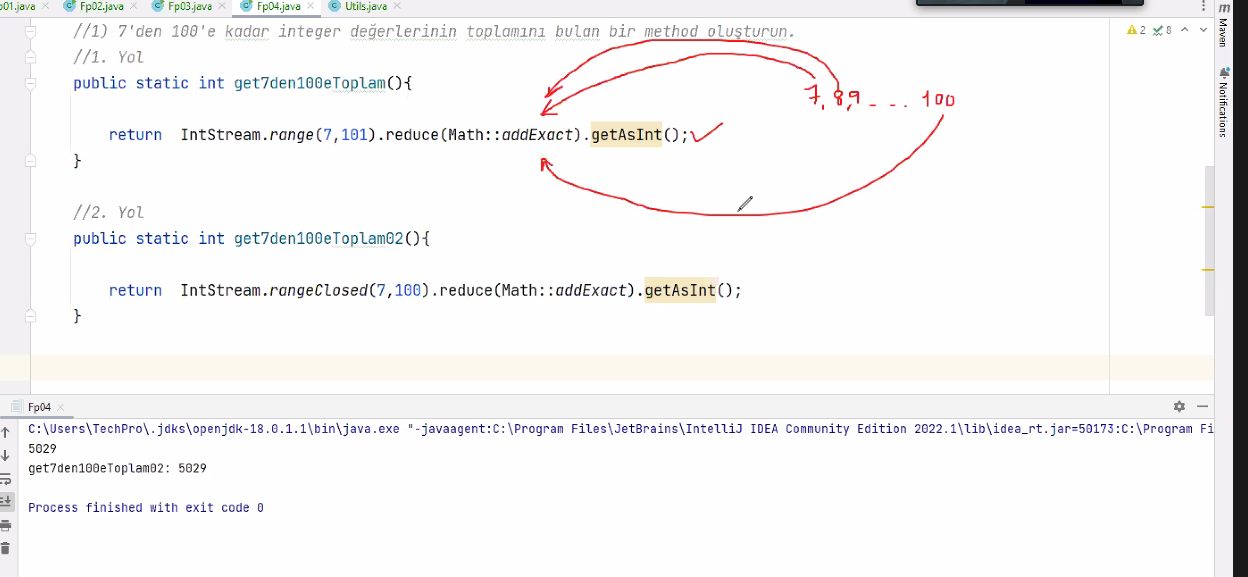 p01.java Fp02.java Fp03.java Fp04.java Utils.java
//1) 7'den 100'e kadar integer değerlerinin toplamını bulan bir method oluşturun.
2 8
//1. Yol
public static int get7den100eToplam(){
7, 8, 9 _ _ . . . 100
return IntStream.range(7,101).reduce(Math::addExact).getAsInt();
}
//2. Yol
public static int get7den100eToplam02(){
return IntStream.rangeClosed(7,100).reduce(Math::addExact).getAsInt();
}
m
Maven
Notifications
Fp04
C:\Users\TechPro\.jdks\openjdk-18.0.1.1\bin\java.exe "-javaagent:C:\Program Files\JetBrains\IntelliJ IDEA Community Edition 2022.1\lib\idea_rt.jar=50173:C:\Program Fi
5029
get7den100eToplam02: 5029
Process finished with exit code 0